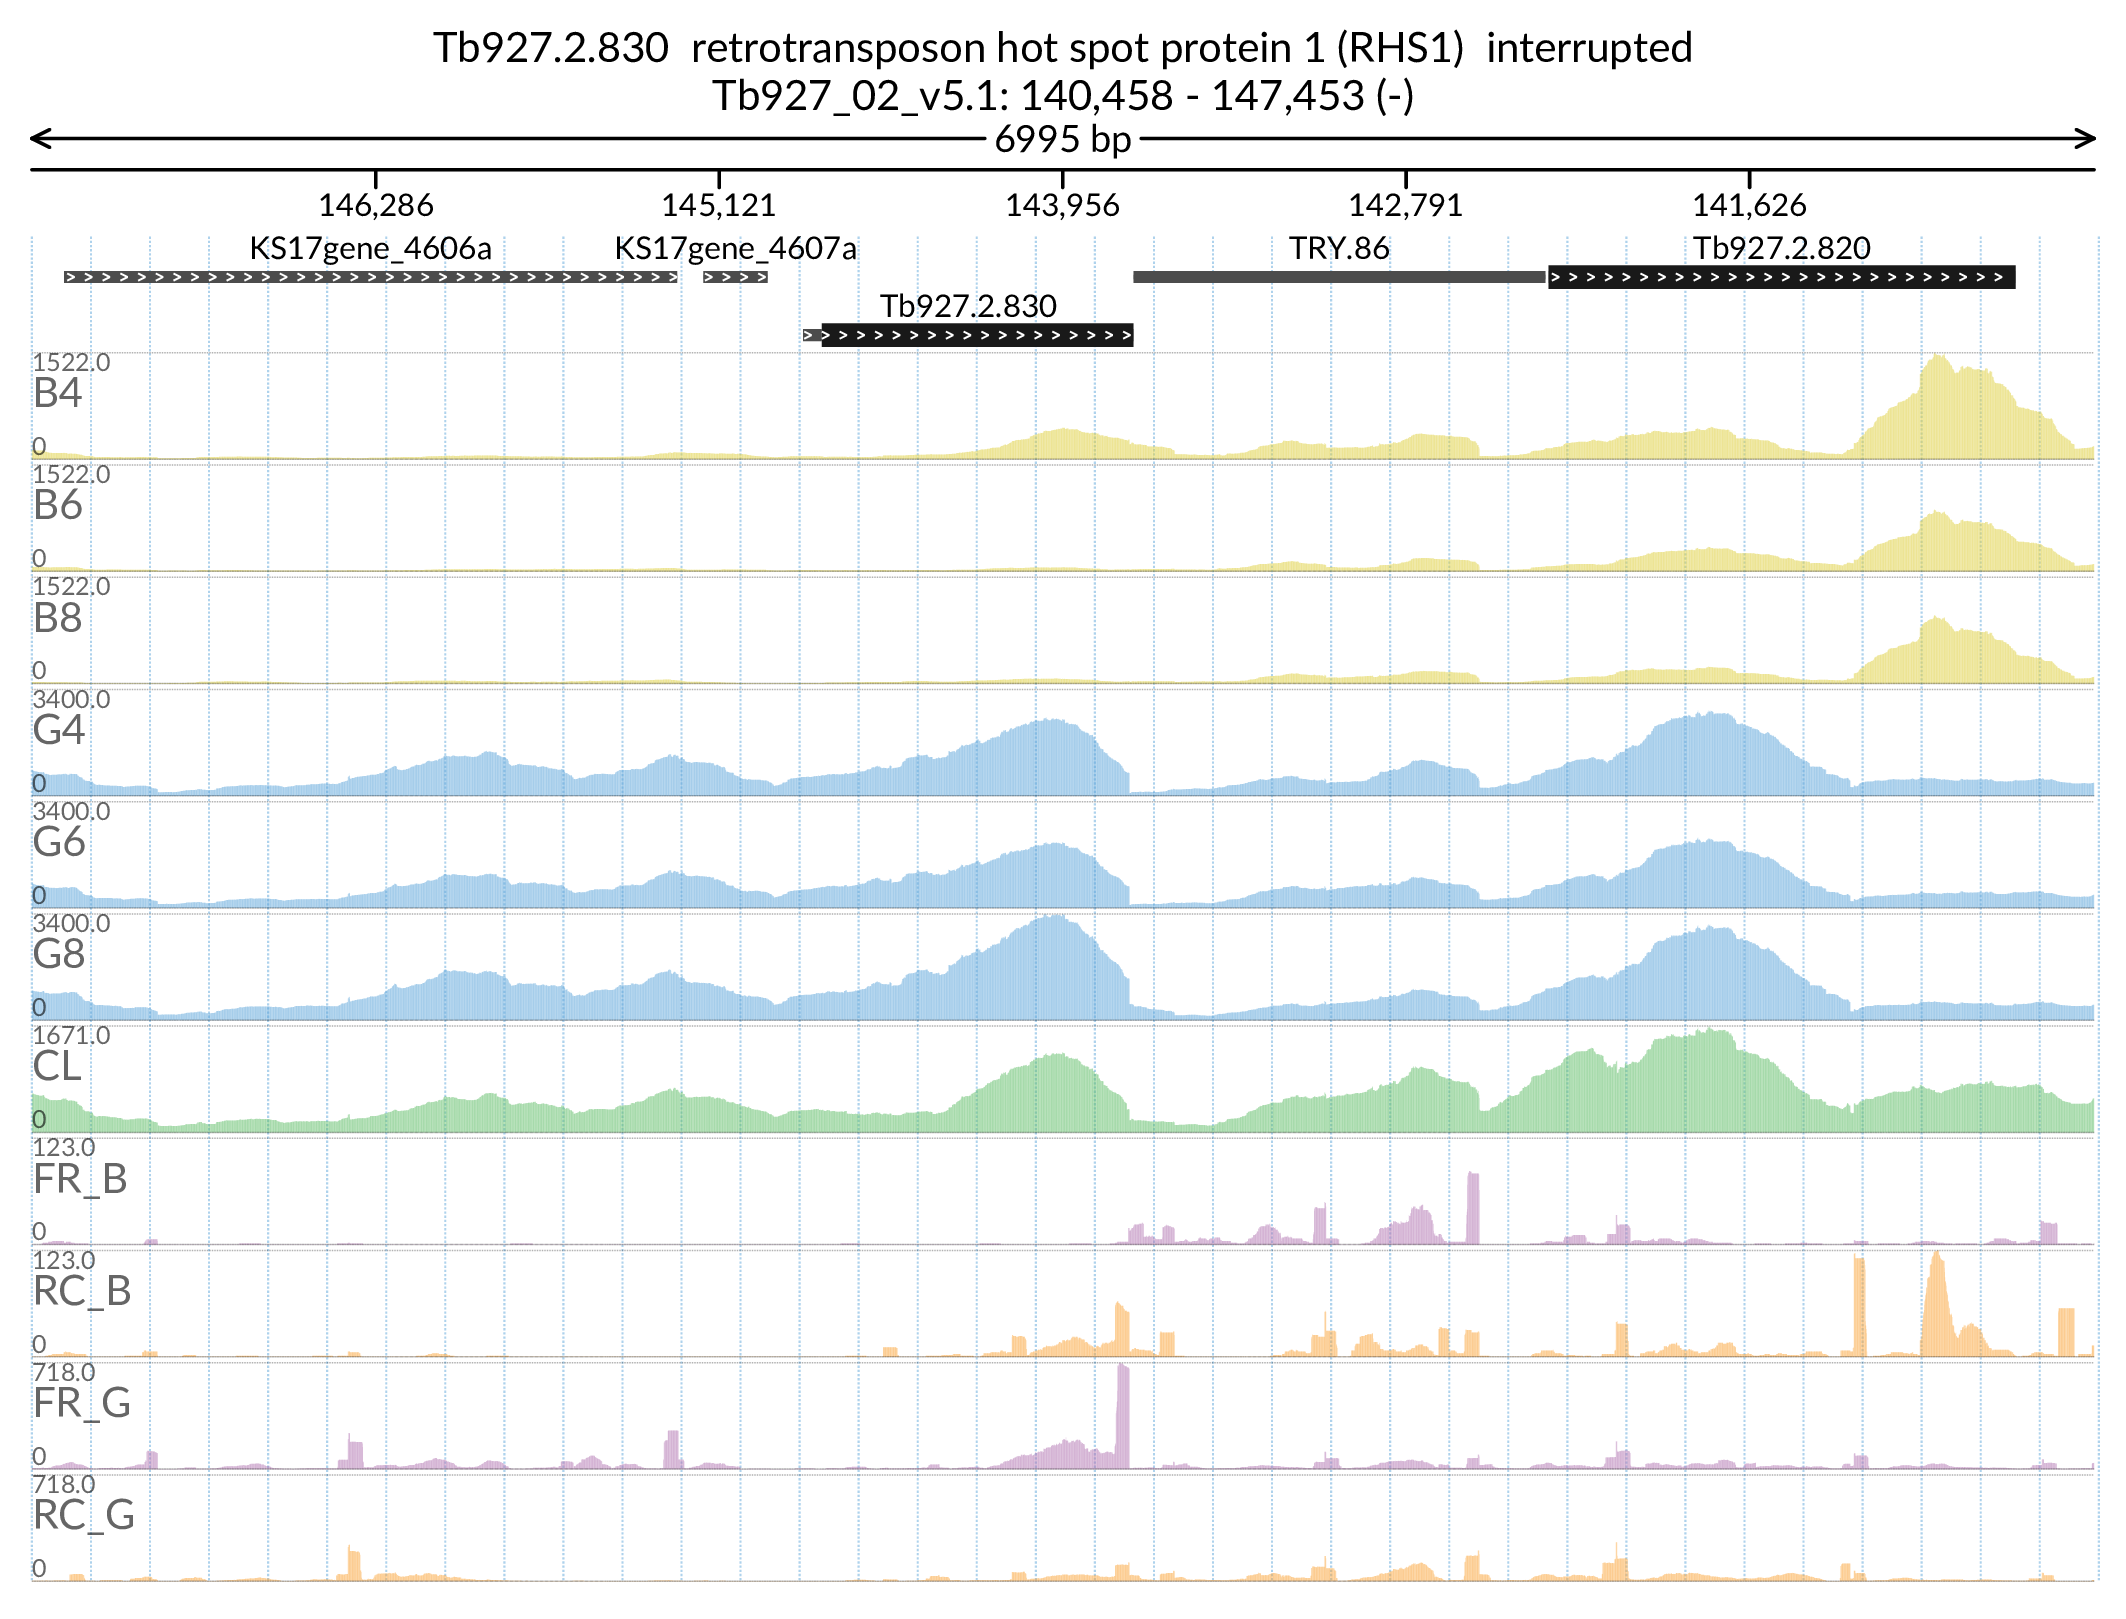 Tb927.2.830 retrotransposon hot spot protein 1 (RHS1) interrupted
Tb927_02_v5.1: 140,458 - 147,453 (-)
6995 bp
146,286 145,121 143,956 142,791 141,626
KS17gene_4606a KS17gene_4607a TRY.86 Tb927.2.820
Tb927.2.830
1522.0
B4
0
1522.0
B6
0
1522.0
B8
0
3400.0
G4
0
3400.0
G6
0
3400.0
G8
0
1671.0
CL
0
123.0
FR_B
0
123.0
RC_B
0
718.0
FR_G
0
718.0
RC_G
0